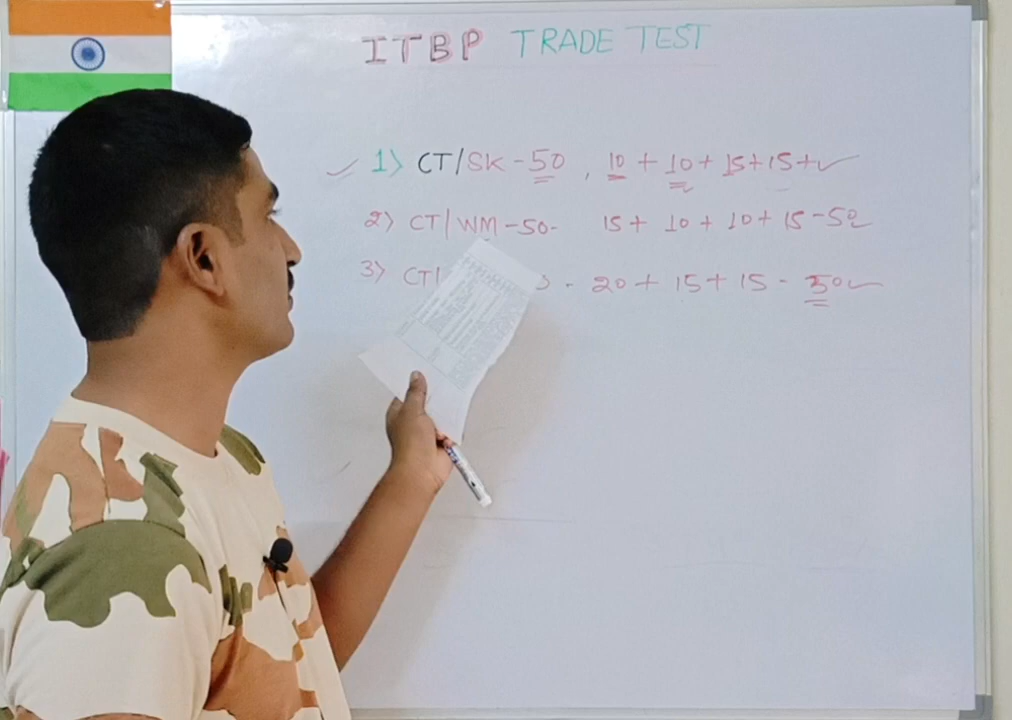 ITBP TRADE TEST
1) CT/SK - 50, 10 + 10 + 15 + 15 +
2) CT/WM - 50- 15 + 10 + 10 + 15 - 50
3) CT/ - 20 + 15 + 15 - 50